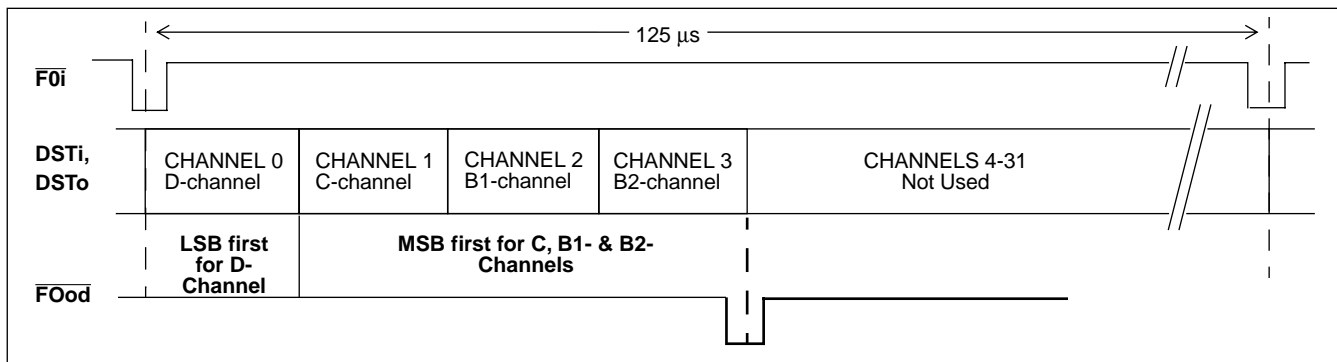 125 μs
F0i
DSTi,
DSTo
CHANNEL 0
D-channel
CHANNEL 1
C-channel
CHANNEL 2
B1-channel
CHANNEL 3
B2-channel
CHANNELS 4-31
Not Used
LSB first
for D-
Channel
MSB first for C, B1- & B2-
Channels
FOod